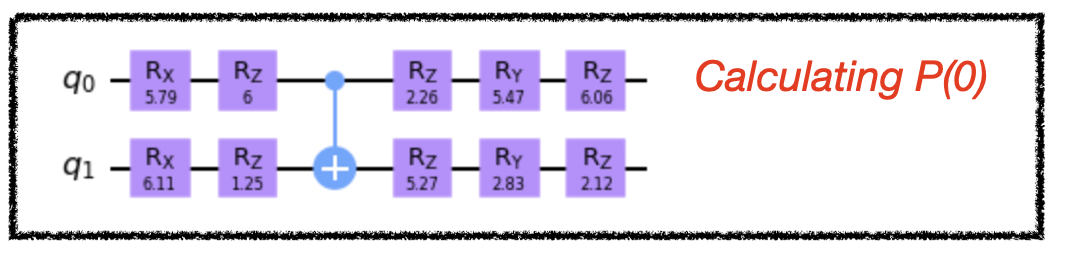 q0 RX RZ RZ RY RZ Calculating P(0)
5.79 6 2.26 5.47 6.06
q1 RX RZ RZ RY RZ
6.11 1.25 5.27 2.83 2.12